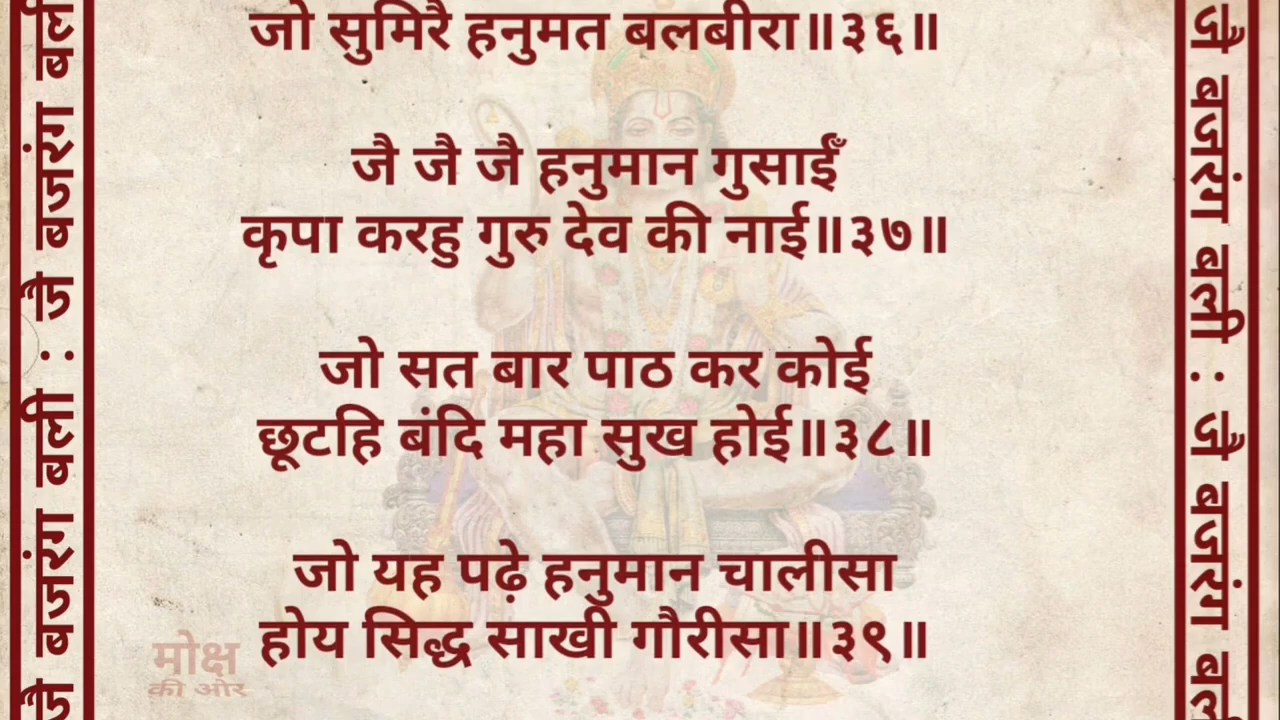 जो सुमिरै हनुमत बलबीरा॥३६॥
जै जै जै हनुमान गुसाईँ
कृपा करहु गुरु देव की नाई॥३७॥
जो सत बार पाठ कर कोई
छूटहि बंदि महा सुख होई॥३८॥
जो यह पढ़े हनुमान चालीसा
होय सिद्ध साखी गौरीसा॥३९॥
मोक्ष
की ओर
जै बजरंग बली : जै बजरंग बली
जै बजरंग बली : जै बजरंग बली